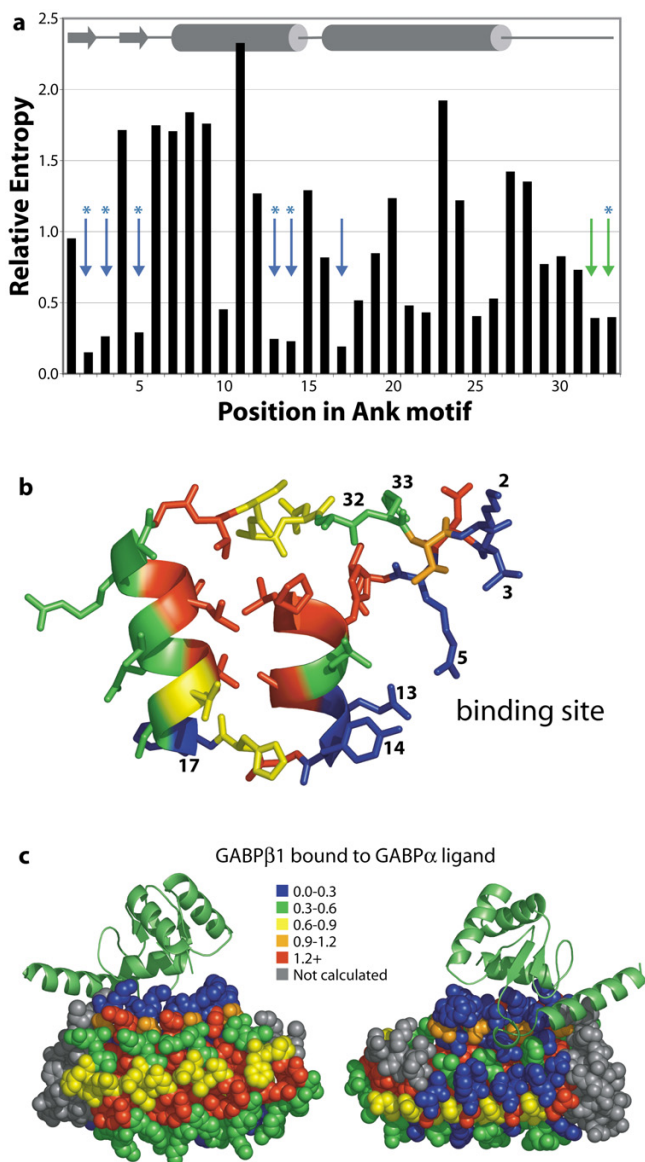 a
2.5
2.0
1.5
1.0
0.5
0.0
Relative Entropy
* * * * * *
5 10 15 20 25 30
Position in Ank motif
b
32 33 2
3
5
13
14
17
binding site
c
GABPβ1 bound to GABPα ligand
0.0-0.3
0.3-0.6
0.6-0.9
0.9-1.2
1.2+
Not calculated